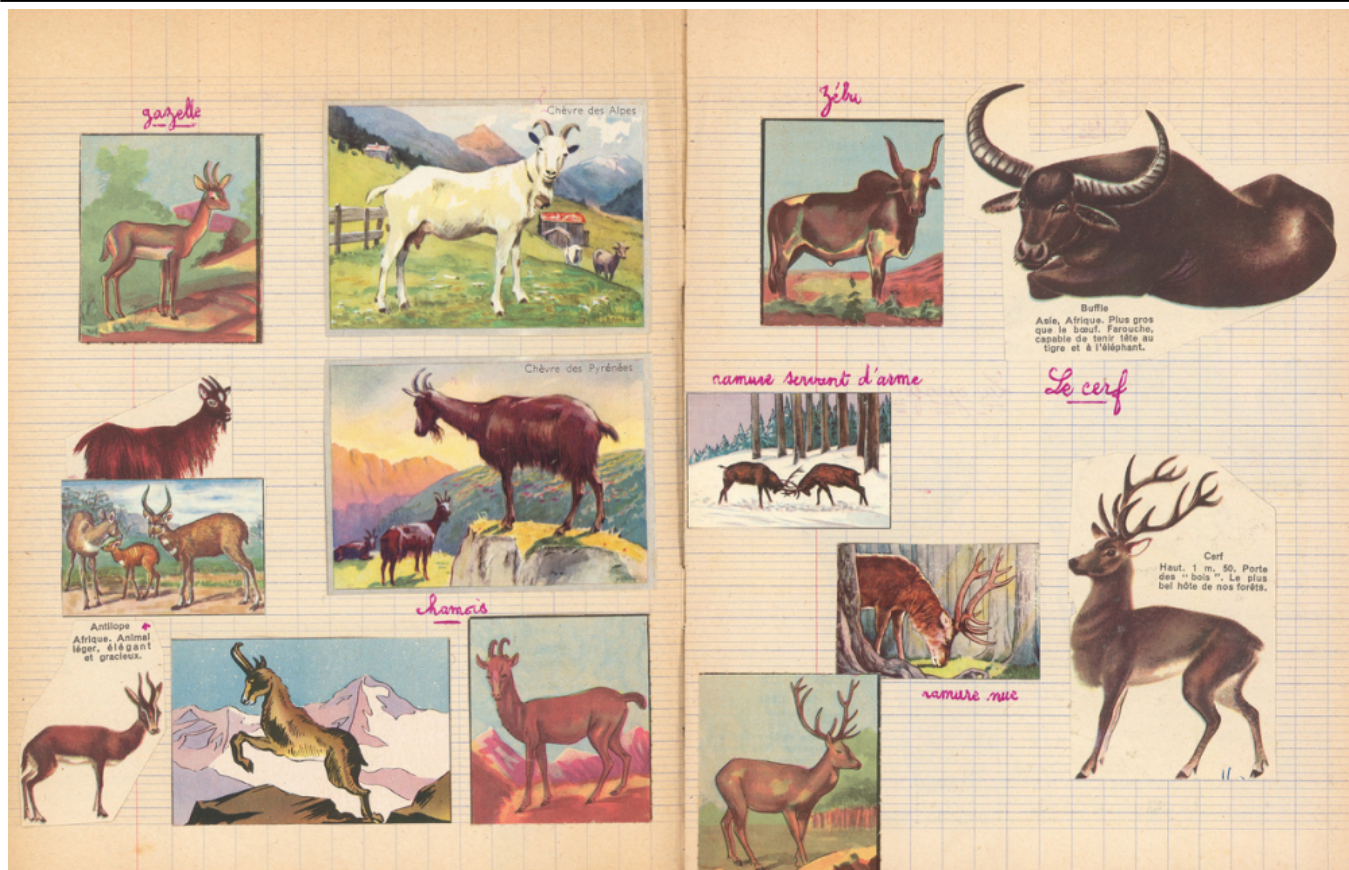 gazelle
Chèvre des Alpes
Chèvre des Pyrénées
chamois
Antilope
Afrique. Animal
léger, élégant
et gracieux.
zébu
Buffle
Asie, Afrique. Plus gros
que le bœuf. Farouche,
capable de tenir tête au
tigre et à l'éléphant.
ramure servant d'arme
Le cerf
Cerf
Haut. 1 m. 50. Porte
des "bois". Le plus
bel hôte de nos forêts.
ramure nue